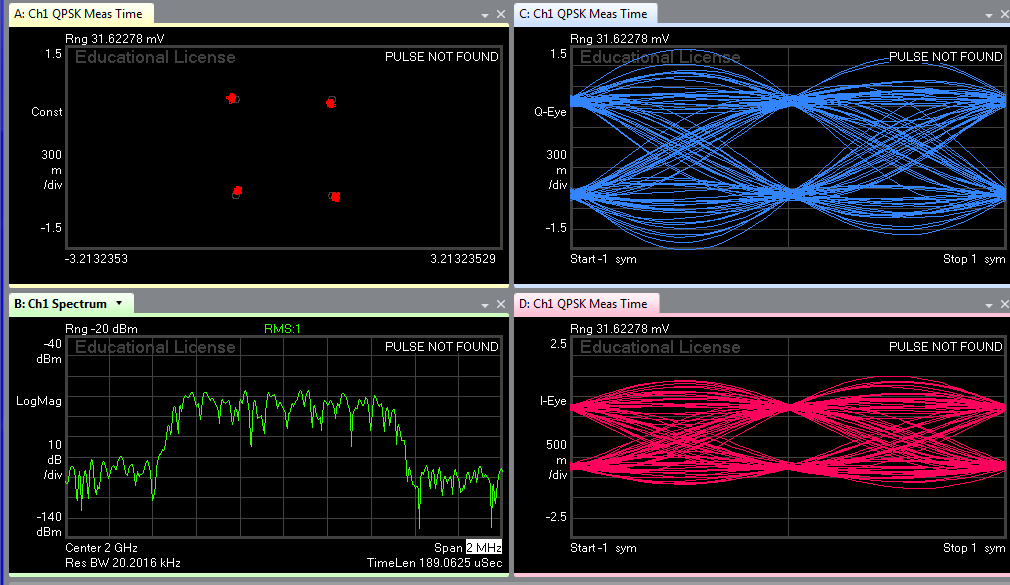 A: Ch1 QPSK Meas Time
Rng 31.62278 mV
1.5
Educational License
PULSE NOT FOUND
Const
300
m
/div
-1.5
-3.2132353
3.21323529
C: Ch1 QPSK Meas Time
Rng 31.62278 mV
1.5
Educational License
PULSE NOT FOUND
Q-Eye
300
m
/div
-1.5
Start -1 sym
Stop 1 sym
B: Ch1 Spectrum
Rng -20 dBm
RMS:1
-40
dBm
Educational License
PULSE NOT FOUND
LogMag
10
dB
/div
-140
dBm
Center 2 GHz
Span 2 MHz
Res BW 20.2016 kHz
TimeLen 189.0625 uSec
D: Ch1 QPSK Meas Time
Rng 31.62278 mV
2.5
Educational License
PULSE NOT FOUND
I-Eye
500
m
/div
-2.5
Start -1 sym
Stop 1 sym